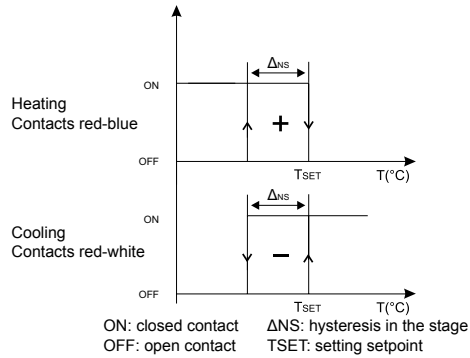 ΔNS
ON
Heating
Contacts red-blue
+
OFF
TSET
T(°C)
ΔNS
ON
Cooling
Contacts red-white
−
OFF
TSET
T(°C)
ON: closed contact ΔNS: hysteresis in the stage
OFF: open contact TSET: setting setpoint